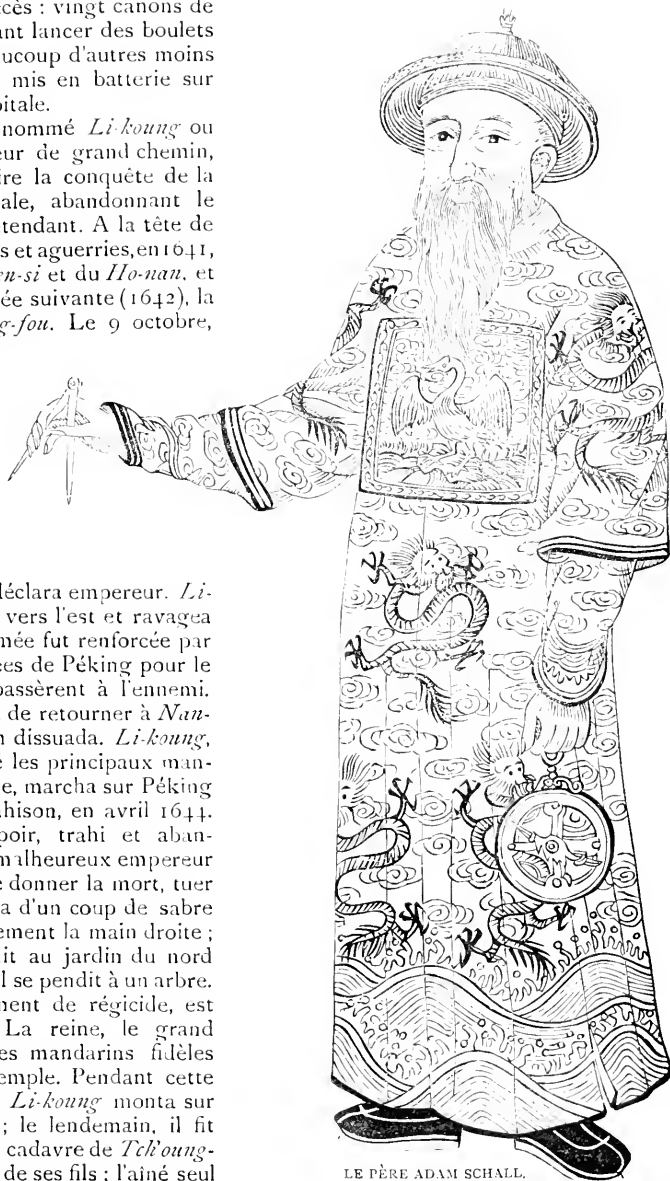 cès : vingt canons de
ant lancer des boulets
aucoup d'autres moins
mis en batterie sur
pitale.
nommé Li-koung ou
eur de grand chemin,
ire la conquête de la
ale, abandonnant le
tendant. A la tête de
s et aguerries, en 1641,
en-si et du Ho-nan, et
ée suivante (1642), la
g-fou. Le 9 octobre,
déclara empereur. Li-
vers l'est et ravagea
mée fut renforcée par
ées de Péking pour le
passèrent à l'ennemi.
de retourner à Nan-
n dissuada. Li-koung,
é les principaux man-
e, marcha sur Péking
ahison, en avril 1644.
poir, trahi et aban-
malheureux empereur
e donner la mort, tuer
a d'un coup de sabre
ement la main droite ;
it au jardin du nord
l se pendit à un arbre.
ment de régicide, est
La reine, le grand
es mandarins fidèles
emple. Pendant cette
Li-koung monta sur
; le lendemain, il fit
cadavre de Tch'oung-
de ses fils ; l'aîné seul
LE PÈRE ADAM SCHALL.